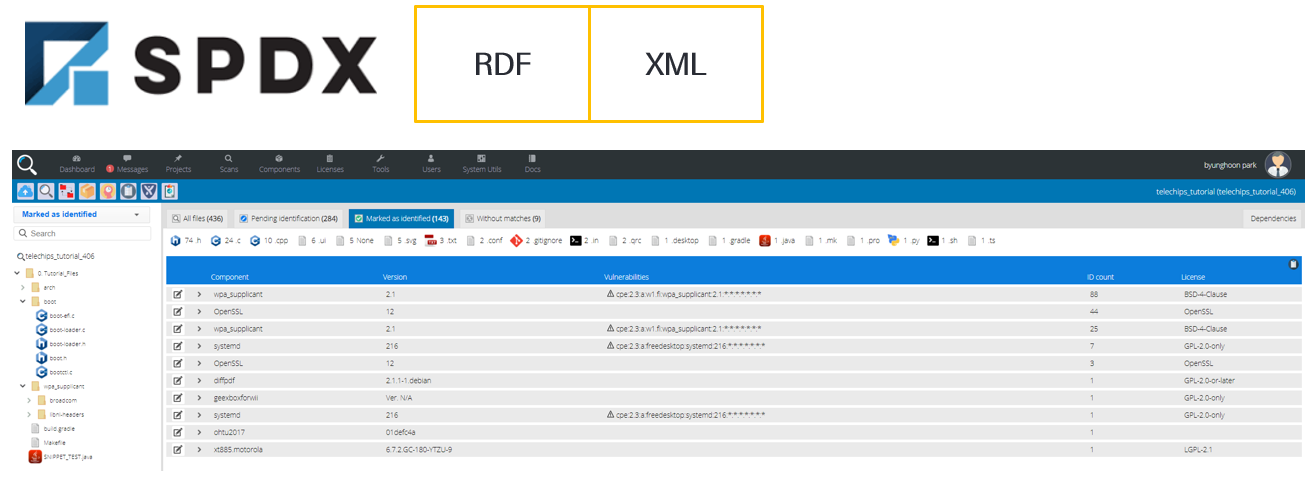 SPDX
RDF
XML
Dashboard 1 Messages Projects Scans Components Licenses Tools Users System Utils Docs
byunghoon park
telechips_tutorial (telechips_tutorial_406)
Marked as identified
All files (436) Pending identification (284) Marked as identified (143) Without matches (9) Dependencies
Search
74 .h 24 .c 10 .cpp 6 .ui 5 None 5 .svg 3 .txt 2 .conf 2 .gitignore 2 .in 2 .qrc 1 .desktop 1 .gradle 1 .java 1 .mk 1 .pro 1 .py 1 .sh 1 .ts
telechips_tutorial_406
0. Tutorial_Files
arch
boot
boot-efi.c
boot-loader.c
boot-loader.h
boot.h
bootctl.c
wpa_supplicant
broadcom
libnl-headers
build.gradle
Makefile
SNIPPET_TEST.java
Component Version Vulnerabilities ID count License
wpa_supplicant 2.1 cpe:2.3:a:w1.fi:wpa_supplicant:2.1:*:*:*:*:*:*:* 88 BSD-4-Clause
OpenSSL 12 44 OpenSSL
wpa_supplicant 2.1 cpe:2.3:a:w1.fi:wpa_supplicant:2.1:*:*:*:*:*:*:* 25 BSD-4-Clause
systemd 216 cpe:2.3:a:freedesktop:systemd:216:*:*:*:*:*:*:* 7 GPL-2.0-only
OpenSSL 12 3 OpenSSL
diffpdf 2.1.1-1.debian 1 GPL-2.0-or-later
geexboxforwii Ver. N/A 1 GPL-2.0-only
systemd 216 cpe:2.3:a:freedesktop:systemd:216:*:*:*:*:*:*:* 1 GPL-2.0-only
ohtu2017 01defc4a 1
xt885.motorola 6.7.2.GC-180-YTZU-9 1 LGPL-2.1